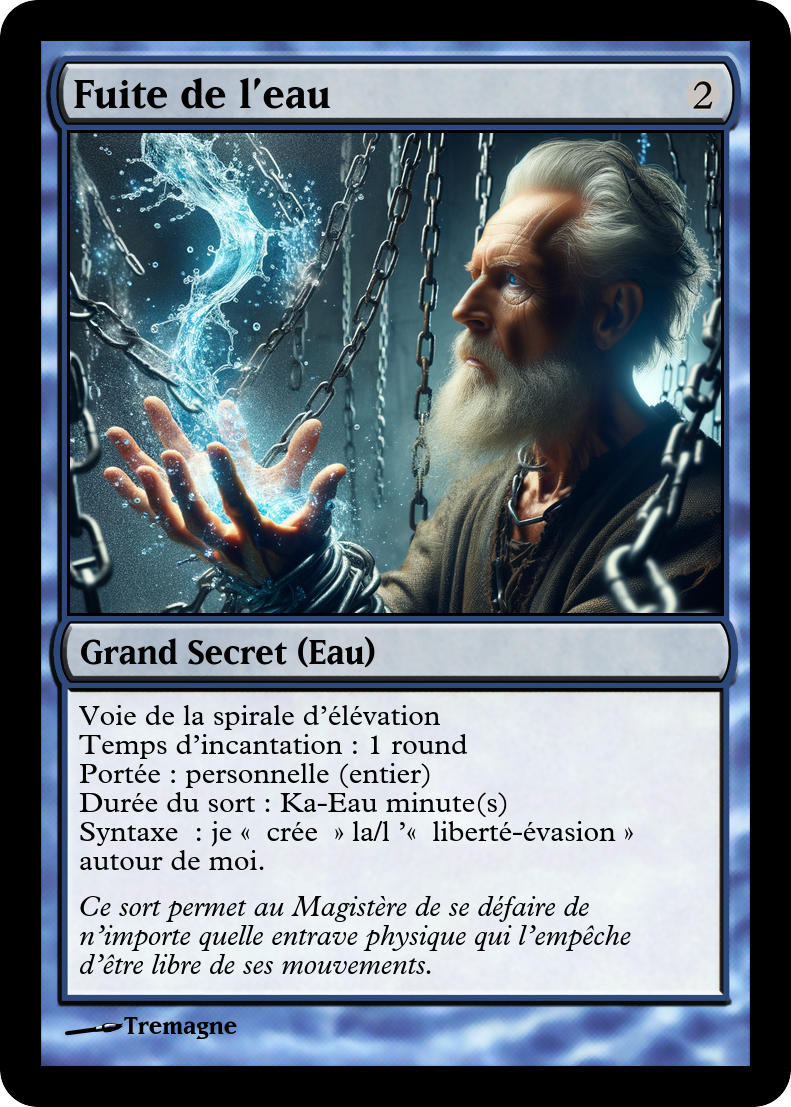 Fuite de l'eau
2
Grand Secret (Eau)
Voie de la spirale d'élévation
Temps d'incantation : 1 round
Portée : personnelle (entier)
Durée du sort : Ka-Eau minute(s)
Syntaxe : je « crée » la/l '« liberté-évasion »
autour de moi.
Ce sort permet au Magistère de se défaire de
n'importe quelle entrave physique qui l'empêche
d'être libre de ses mouvements.
Tremagne